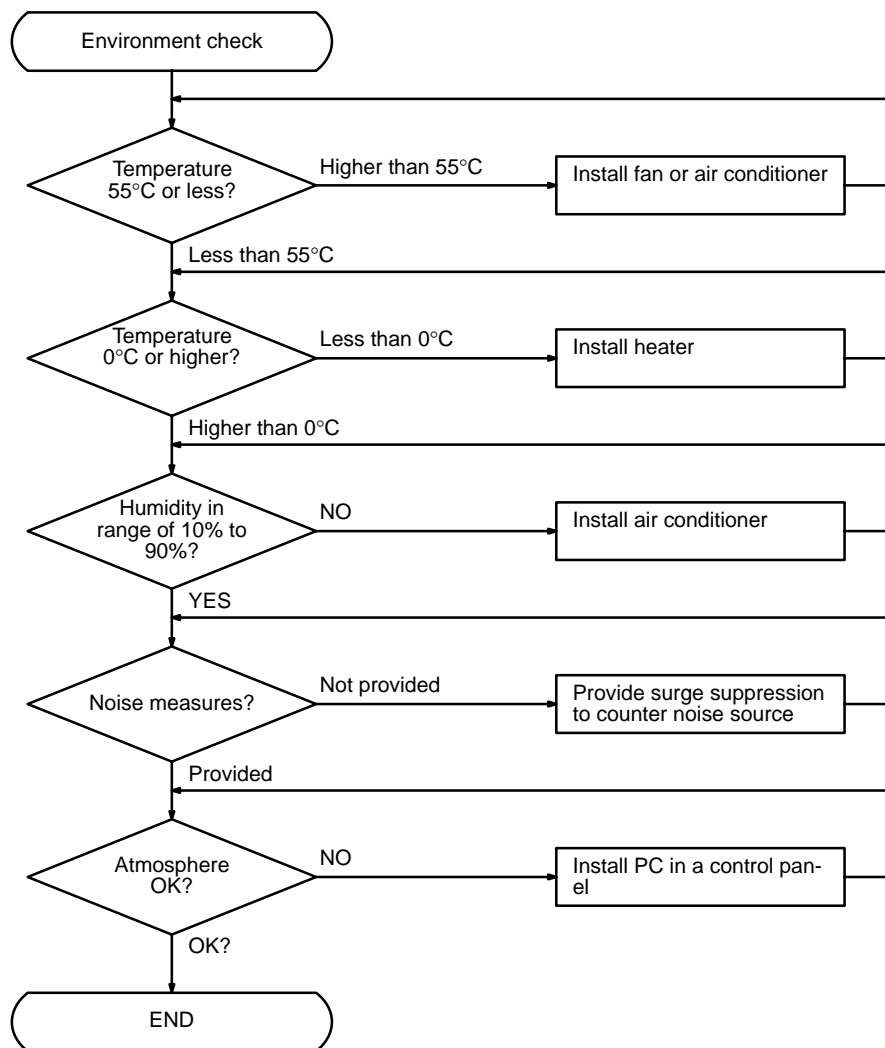 Environment check
Temperature
55°C or less?
Higher than 55°C
Install fan or air conditioner
Less than 55°C
Temperature
0°C or higher?
Less than 0°C
Install heater
Higher than 0°C
Humidity in
range of 10% to
90%?
NO
Install air conditioner
YES
Noise measures?
Not provided
Provide surge suppression
to counter noise source
Provided
Atmosphere
OK?
NO
Install PC in a control pan-
el
OK?
END